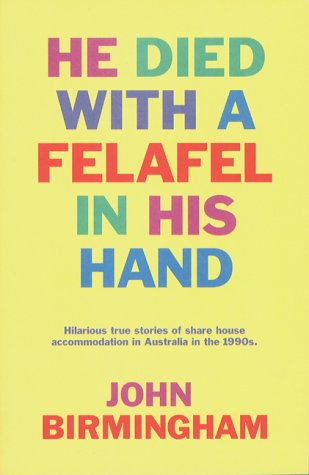 HE DIED
WITH A
FELAFEL
IN HIS
HAND
Hilarious true stories of share house
accommodation in Australia in the 1990s.
JOHN
BIRMINGHAM